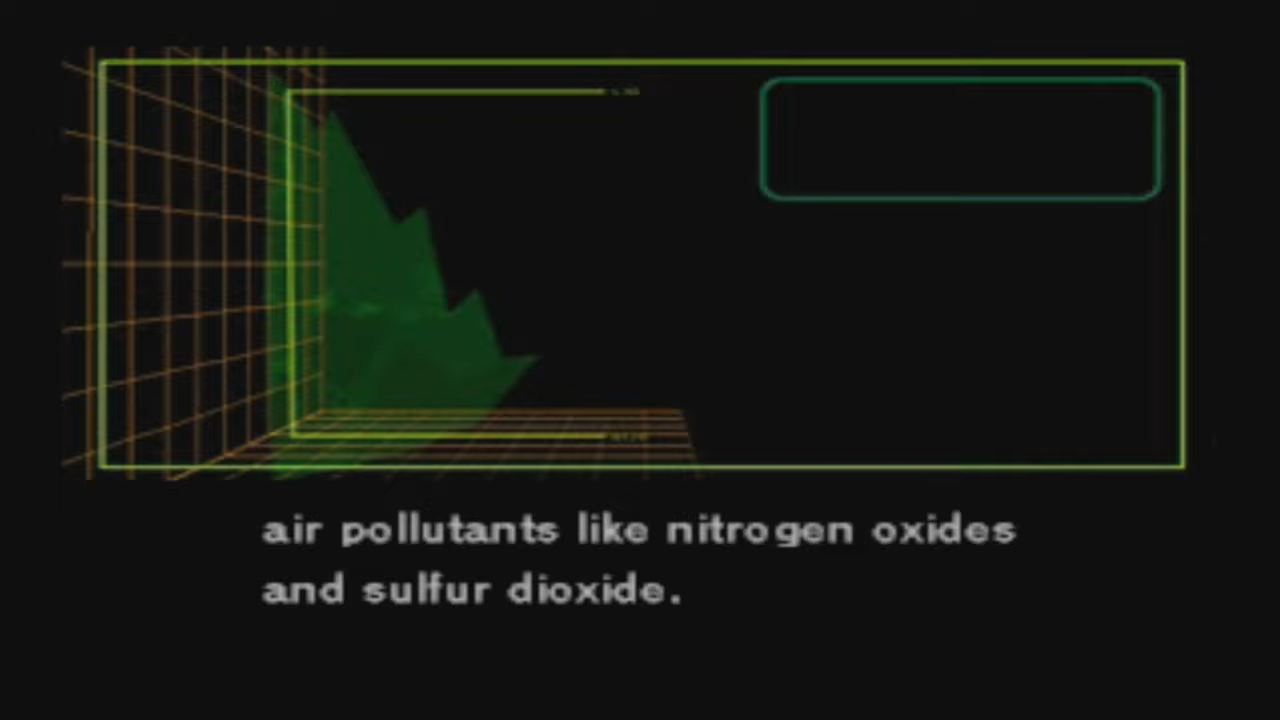 air pollutants like nitrogen oxides
and sulfur dioxide.